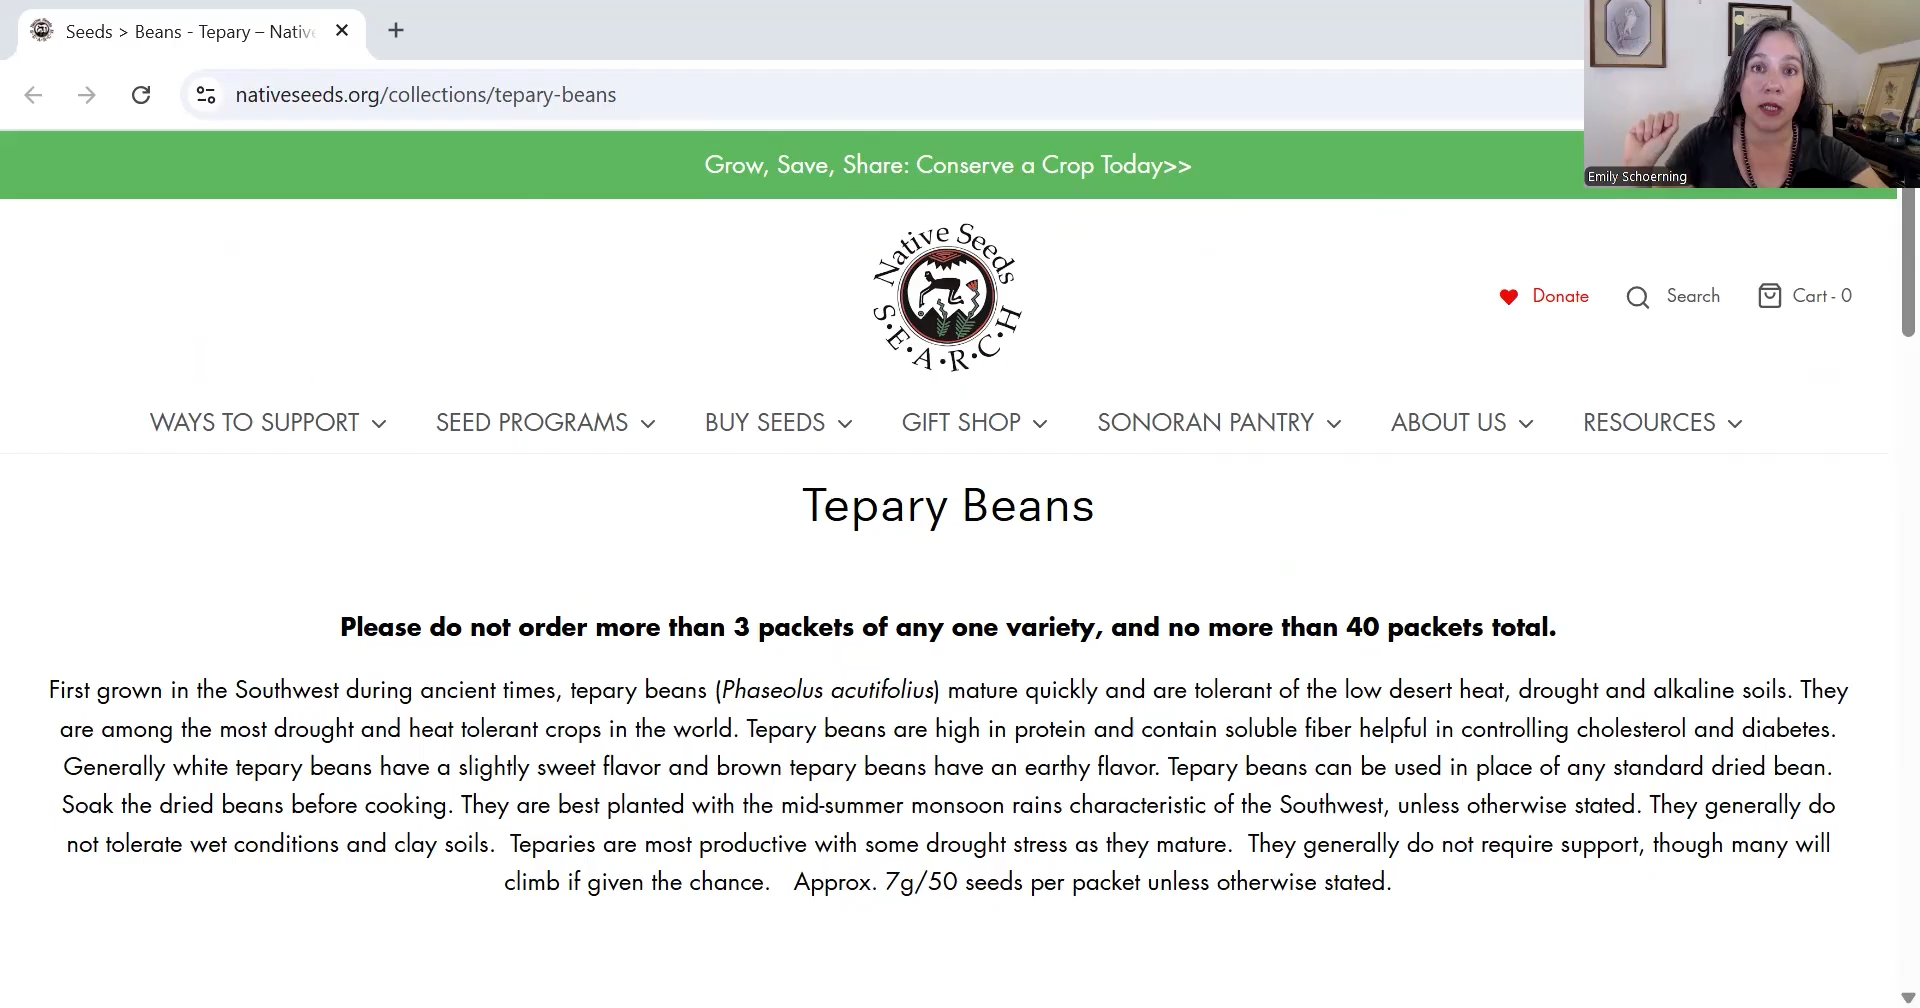 Seeds > Beans - Tepary – Native
nativeseeds.org/collections/tepary-beans
Emily Schoerning
Grow, Save, Share: Conserve a Crop Today>>
Native Seeds
S•E•A•R•C•H
Donate
Search
Cart - 0
WAYS TO SUPPORT
SEED PROGRAMS
BUY SEEDS
GIFT SHOP
SONORAN PANTRY
ABOUT US
RESOURCES
Tepary Beans
Please do not order more than 3 packets of any one variety, and no more than 40 packets total.
First grown in the Southwest during ancient times, tepary beans (Phaseolus acutifolius) mature quickly and are tolerant of the low desert heat, drought and alkaline soils. They
are among the most drought and heat tolerant crops in the world. Tepary beans are high in protein and contain soluble fiber helpful in controlling cholesterol and diabetes.
Generally white tepary beans have a slightly sweet flavor and brown tepary beans have an earthy flavor. Tepary beans can be used in place of any standard dried bean.
Soak the dried beans before cooking. They are best planted with the mid-summer monsoon rains characteristic of the Southwest, unless otherwise stated. They generally do
not tolerate wet conditions and clay soils. Teparies are most productive with some drought stress as they mature. They generally do not require support, though many will
climb if given the chance. Approx. 7g/50 seeds per packet unless otherwise stated.